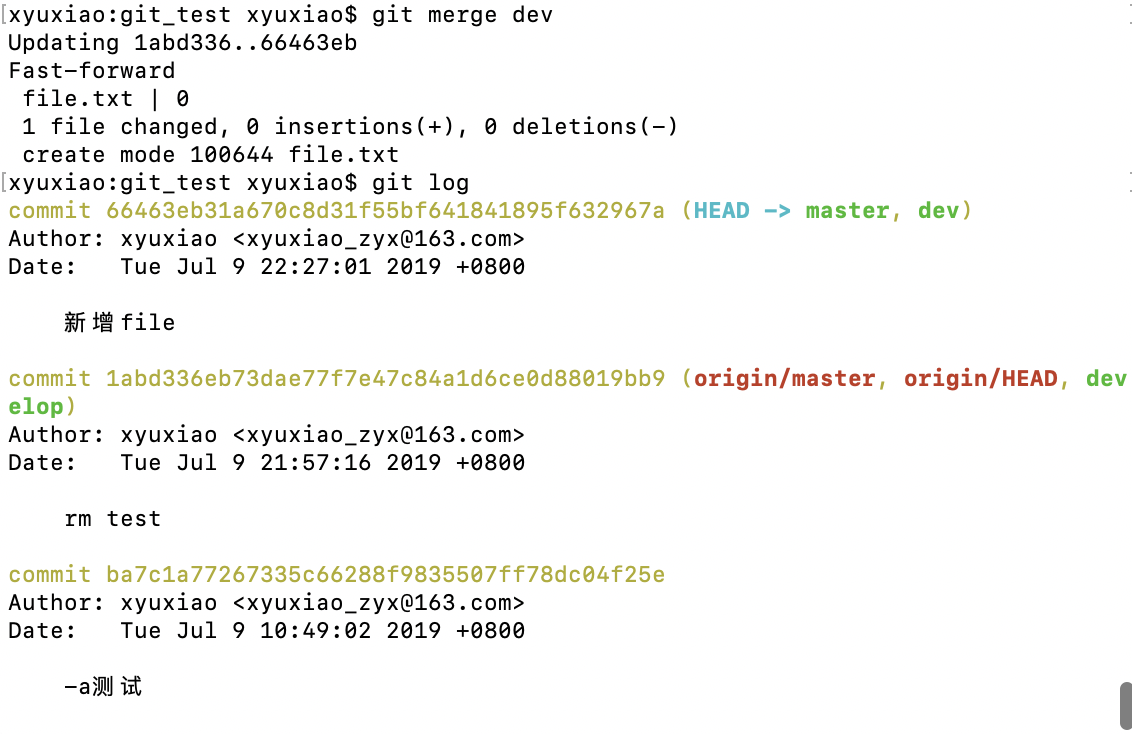 [xyuxiao:git_test xyuxiao$ git merge dev
Updating 1abd336..66463eb
Fast-forward
 file.txt | 0
 1 file changed, 0 insertions(+), 0 deletions(-)
 create mode 100644 file.txt
[xyuxiao:git_test xyuxiao$ git log
commit 66463eb31a670c8d31f55bf641841895f632967a (HEAD -> master, dev)
Author: xyuxiao <xyuxiao_zyx@163.com>
Date:   Tue Jul 9 22:27:01 2019 +0800

    新增file

commit 1abd336eb73dae77f7e47c84a1d6ce0d88019bb9 (origin/master, origin/HEAD, dev
elop)
Author: xyuxiao <xyuxiao_zyx@163.com>
Date:   Tue Jul 9 21:57:16 2019 +0800

    rm test

commit ba7c1a77267335c66288f9835507ff78dc04f25e
Author: xyuxiao <xyuxiao_zyx@163.com>
Date:   Tue Jul 9 10:49:02 2019 +0800

    -a测试